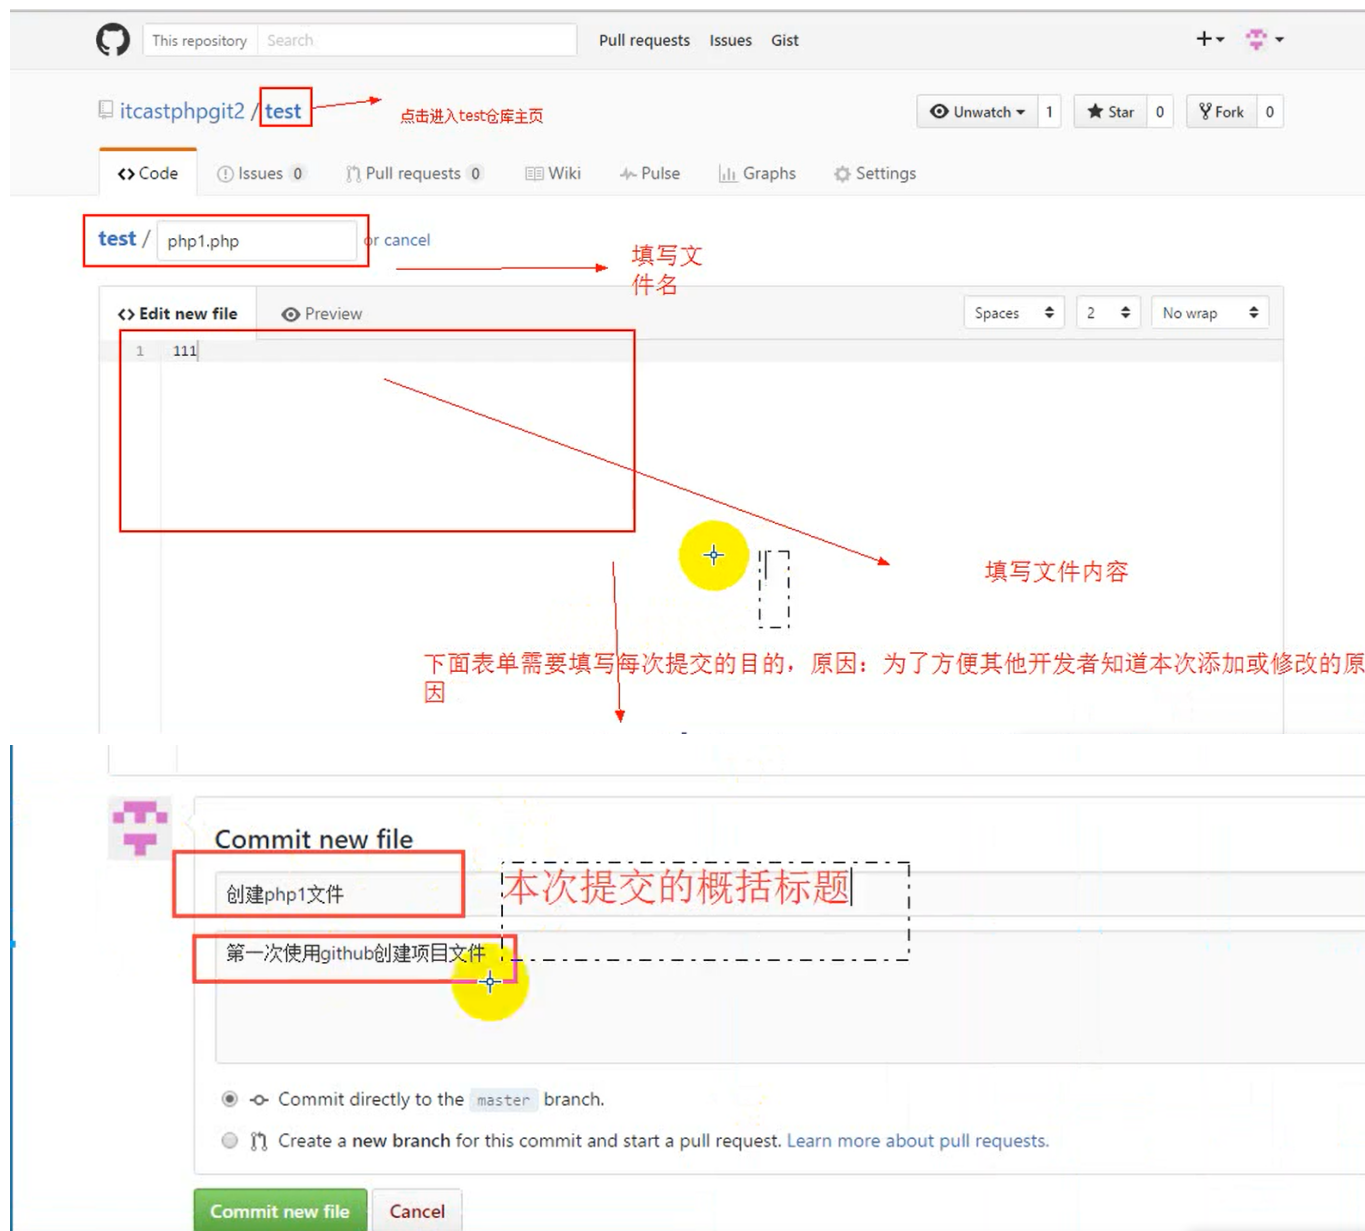 This repository Search Pull requests Issues Gist
itcastphpgit2 / test 点击进入test仓库主页 Unwatch 1 Star 0 Fork 0
Code Issues 0 Pull requests 0 Wiki Pulse Graphs Settings
test / php1.php or cancel
填写文
件名
Edit new file Preview Spaces 2 No wrap
1 111
填写文件内容
下面表单需要填写每次提交的目的，原因：为了方便其他开发者知道本次添加或修改的原
因
Commit new file
创建php1文件
本次提交的概括标题
第一次使用github创建项目文件
Commit directly to the master branch.
Create a new branch for this commit and start a pull request. Learn more about pull requests.
Commit new file Cancel